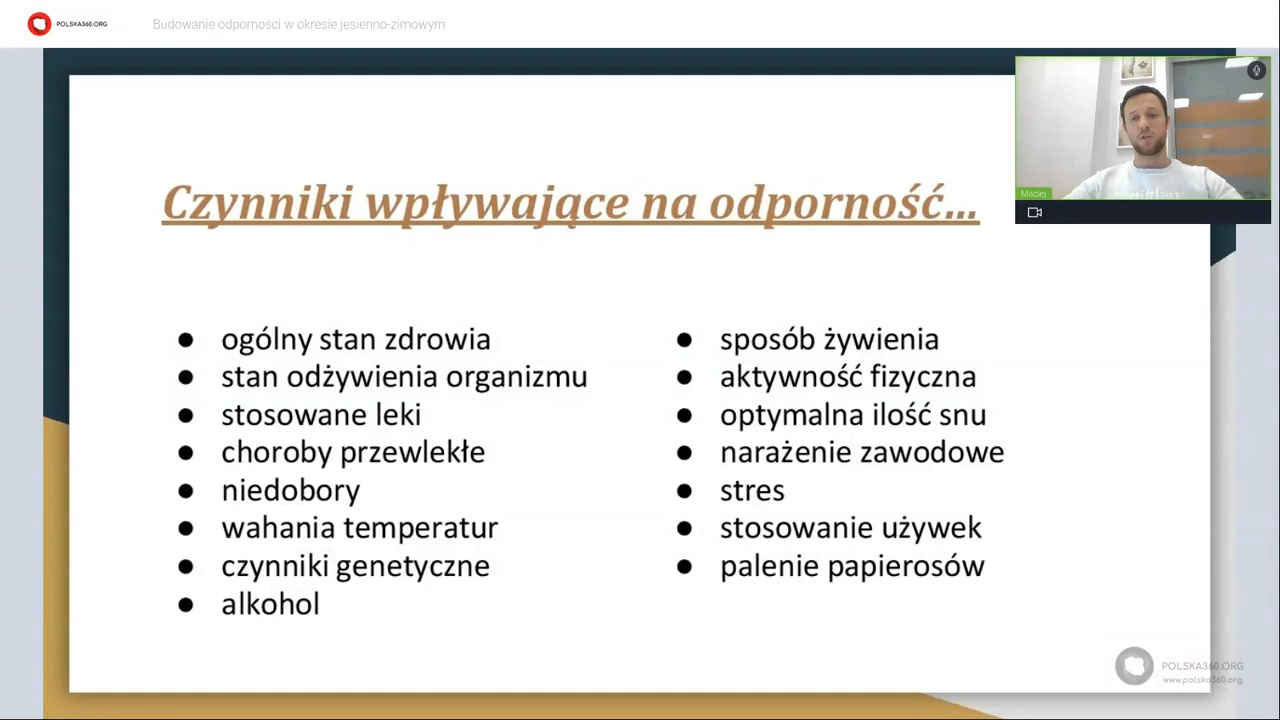 POLSKA360.ORG
Budowanie odporności w okresie jesienno-zimowym
Maciej
Czynniki wpływające na odporność...
ogólny stan zdrowia
stan odżywienia organizmu
stosowane leki
choroby przewlekłe
niedobory
wahania temperatur
czynniki genetyczne
alkohol
sposób żywienia
aktywność fizyczna
optymalna ilość snu
narażenie zawodowe
stres
stosowanie używek
palenie papierosów
POLSKA360.ORG
www.polska360.org